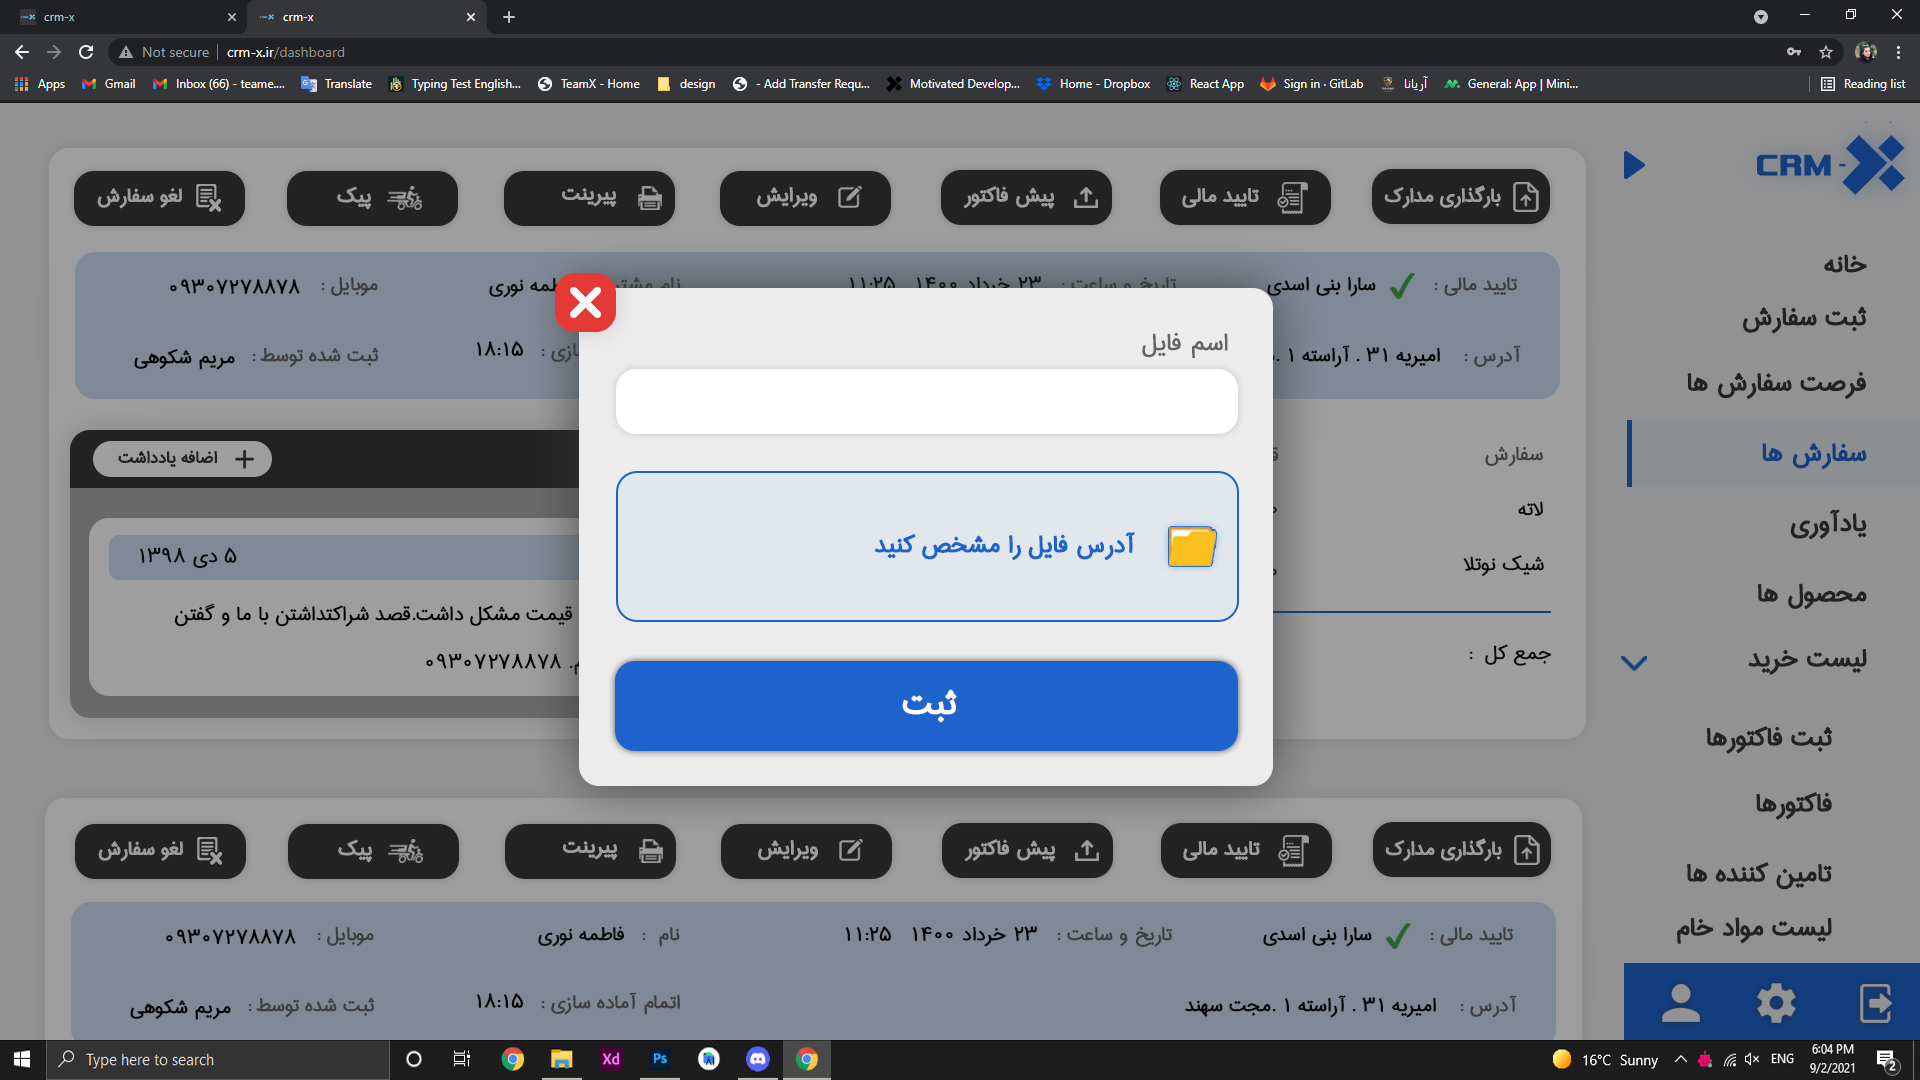 crm-x
crm-x
Not secure
crm-x.ir/dashboard
Apps
Gmail
Inbox (66) - teame...
Translate
Typing Test English...
TeamX - Home
design
- Add Transfer Requ...
Motivated Develop...
Home - Dropbox
React App
Sign in · GitLab
آریانا
General: App | Mini...
Reading list
CRM-X
خانه
ثبت سفارش
فرصت سفارش ها
سفارش ها
یادآوری
محصول ها
لیست خرید
ثبت فاکتورها
فاکتورها
تامین کننده ها
لیست مواد خام
بارگذاری مدارک
تایید مالی
پیش فاکتور
ویرایش
پیرینت
پیک
لغو سفارش
تایید مالی : سارا بنی اسدی
تاریخ و ساعت : ۲۳ خرداد ۱۴۰۰ ۱۱:۲۵
نام مشتر
مه نوری
موبایل : ۰۹۳۰۷۲۷۸۸۷۸
آدرس : امیریه ۳۱ . آراسته ۱ .
ازی : ۱۸:۱۵
ثبت شده توسط : مریم شکوهی
سفارش
لاته
شیک نوتلا
جمع کل :
اضافه یادداشت
۵ دی ۱۳۹۸
قیمت مشکل داشت.قصد شراکتداشتن با ما و گفتن
۰۹۳۰۷۲۷۸۸۷۸
اسم فایل
آدرس فایل را مشخص کنید
ثبت
بارگذاری مدارک
تایید مالی
پیش فاکتور
ویرایش
پیرینت
پیک
لغو سفارش
تایید مالی : سارا بنی اسدی
تاریخ و ساعت : ۲۳ خرداد ۱۴۰۰ ۱۱:۲۵
نام : فاطمه نوری
موبایل : ۰۹۳۰۷۲۷۸۸۷۸
آدرس : امیریه ۳۱ . آراسته ۱ .مجت سهند
اتمام آماده سازی : ۱۸:۱۵
ثبت شده توسط : مریم شکوهی
Type here to search
Xd
Ps
16°C Sunny
ENG
6:04 PM
9/2/2021
2